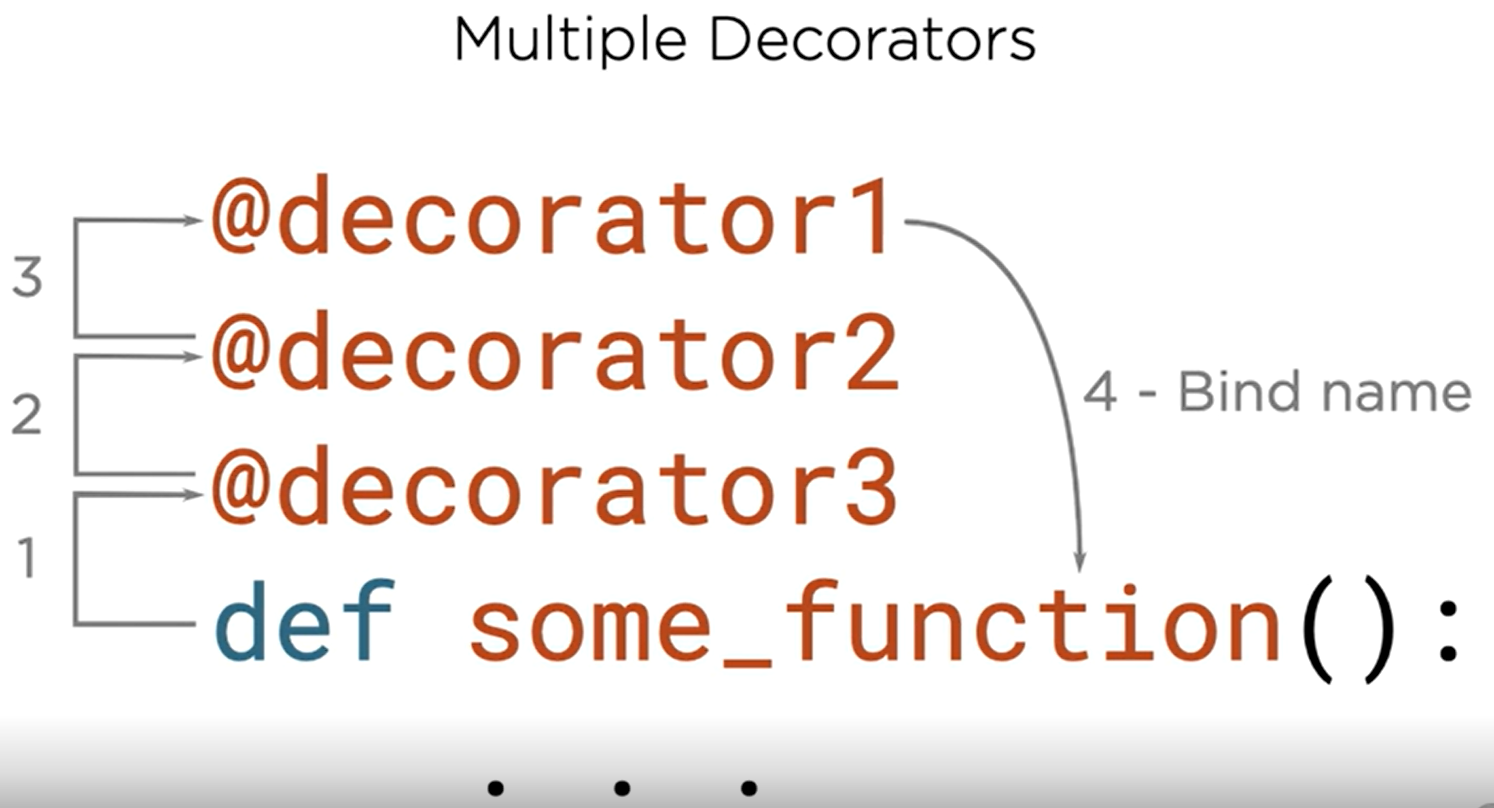 Multiple Decorators
@decorator1
3
@decorator2
4 - Bind name
2
@decorator3
1
def some_function():
. . .